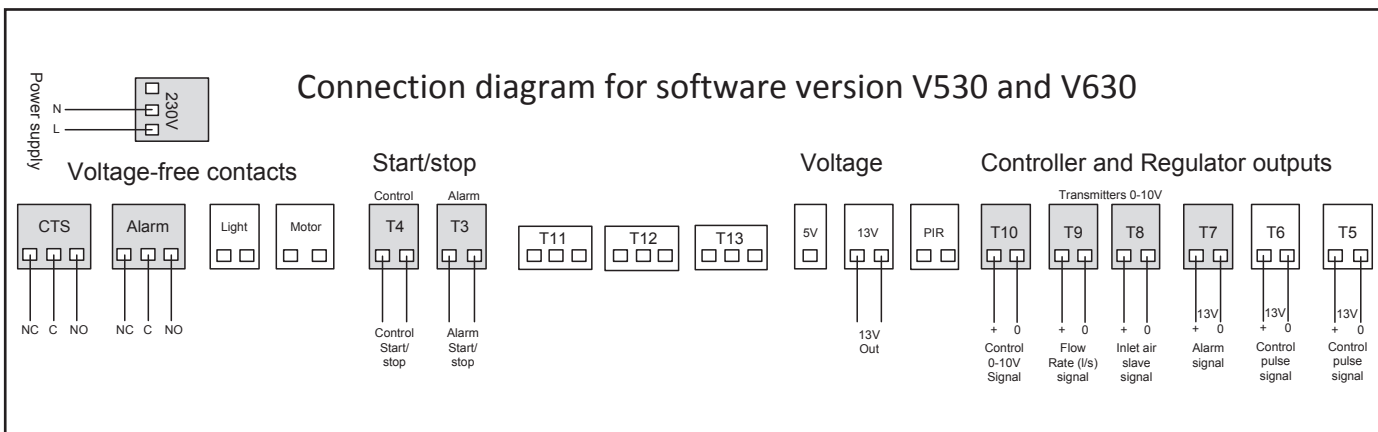 Connection diagram for software version V530 and V630
Power supply
N
L
230V
Voltage-free contacts
Start/stop
Voltage
Controller and Regulator outputs
Control
Alarm
Transmitters 0-10V
CTS
Alarm
Light
Motor
T4
T3
T11
T12
T13
5V
13V
PIR
T10
T9
T8
T7
T6
T5
NC C NO
NC C NO
Control
Start/
stop
Alarm
Start/
stop
13V
Out
+ 0
Control
0-10V
Signal
+ 0
Flow
Rate (l/s)
signal
+ 0
Inlet air
slave
signal
13V
+ 0
Alarm
signal
13V
+ 0
Control
pulse
signal
13V
+ 0
Control
pulse
signal